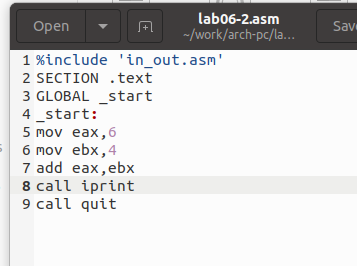 Open
lab06-2.asm
~/work/arch-pc/la...
Sav
1 %include 'in_out.asm'
2 SECTION .text
3 GLOBAL _start
4 _start:
5 mov eax,6
6 mov ebx,4
7 add eax,ebx
8 call iprint
9 call quit